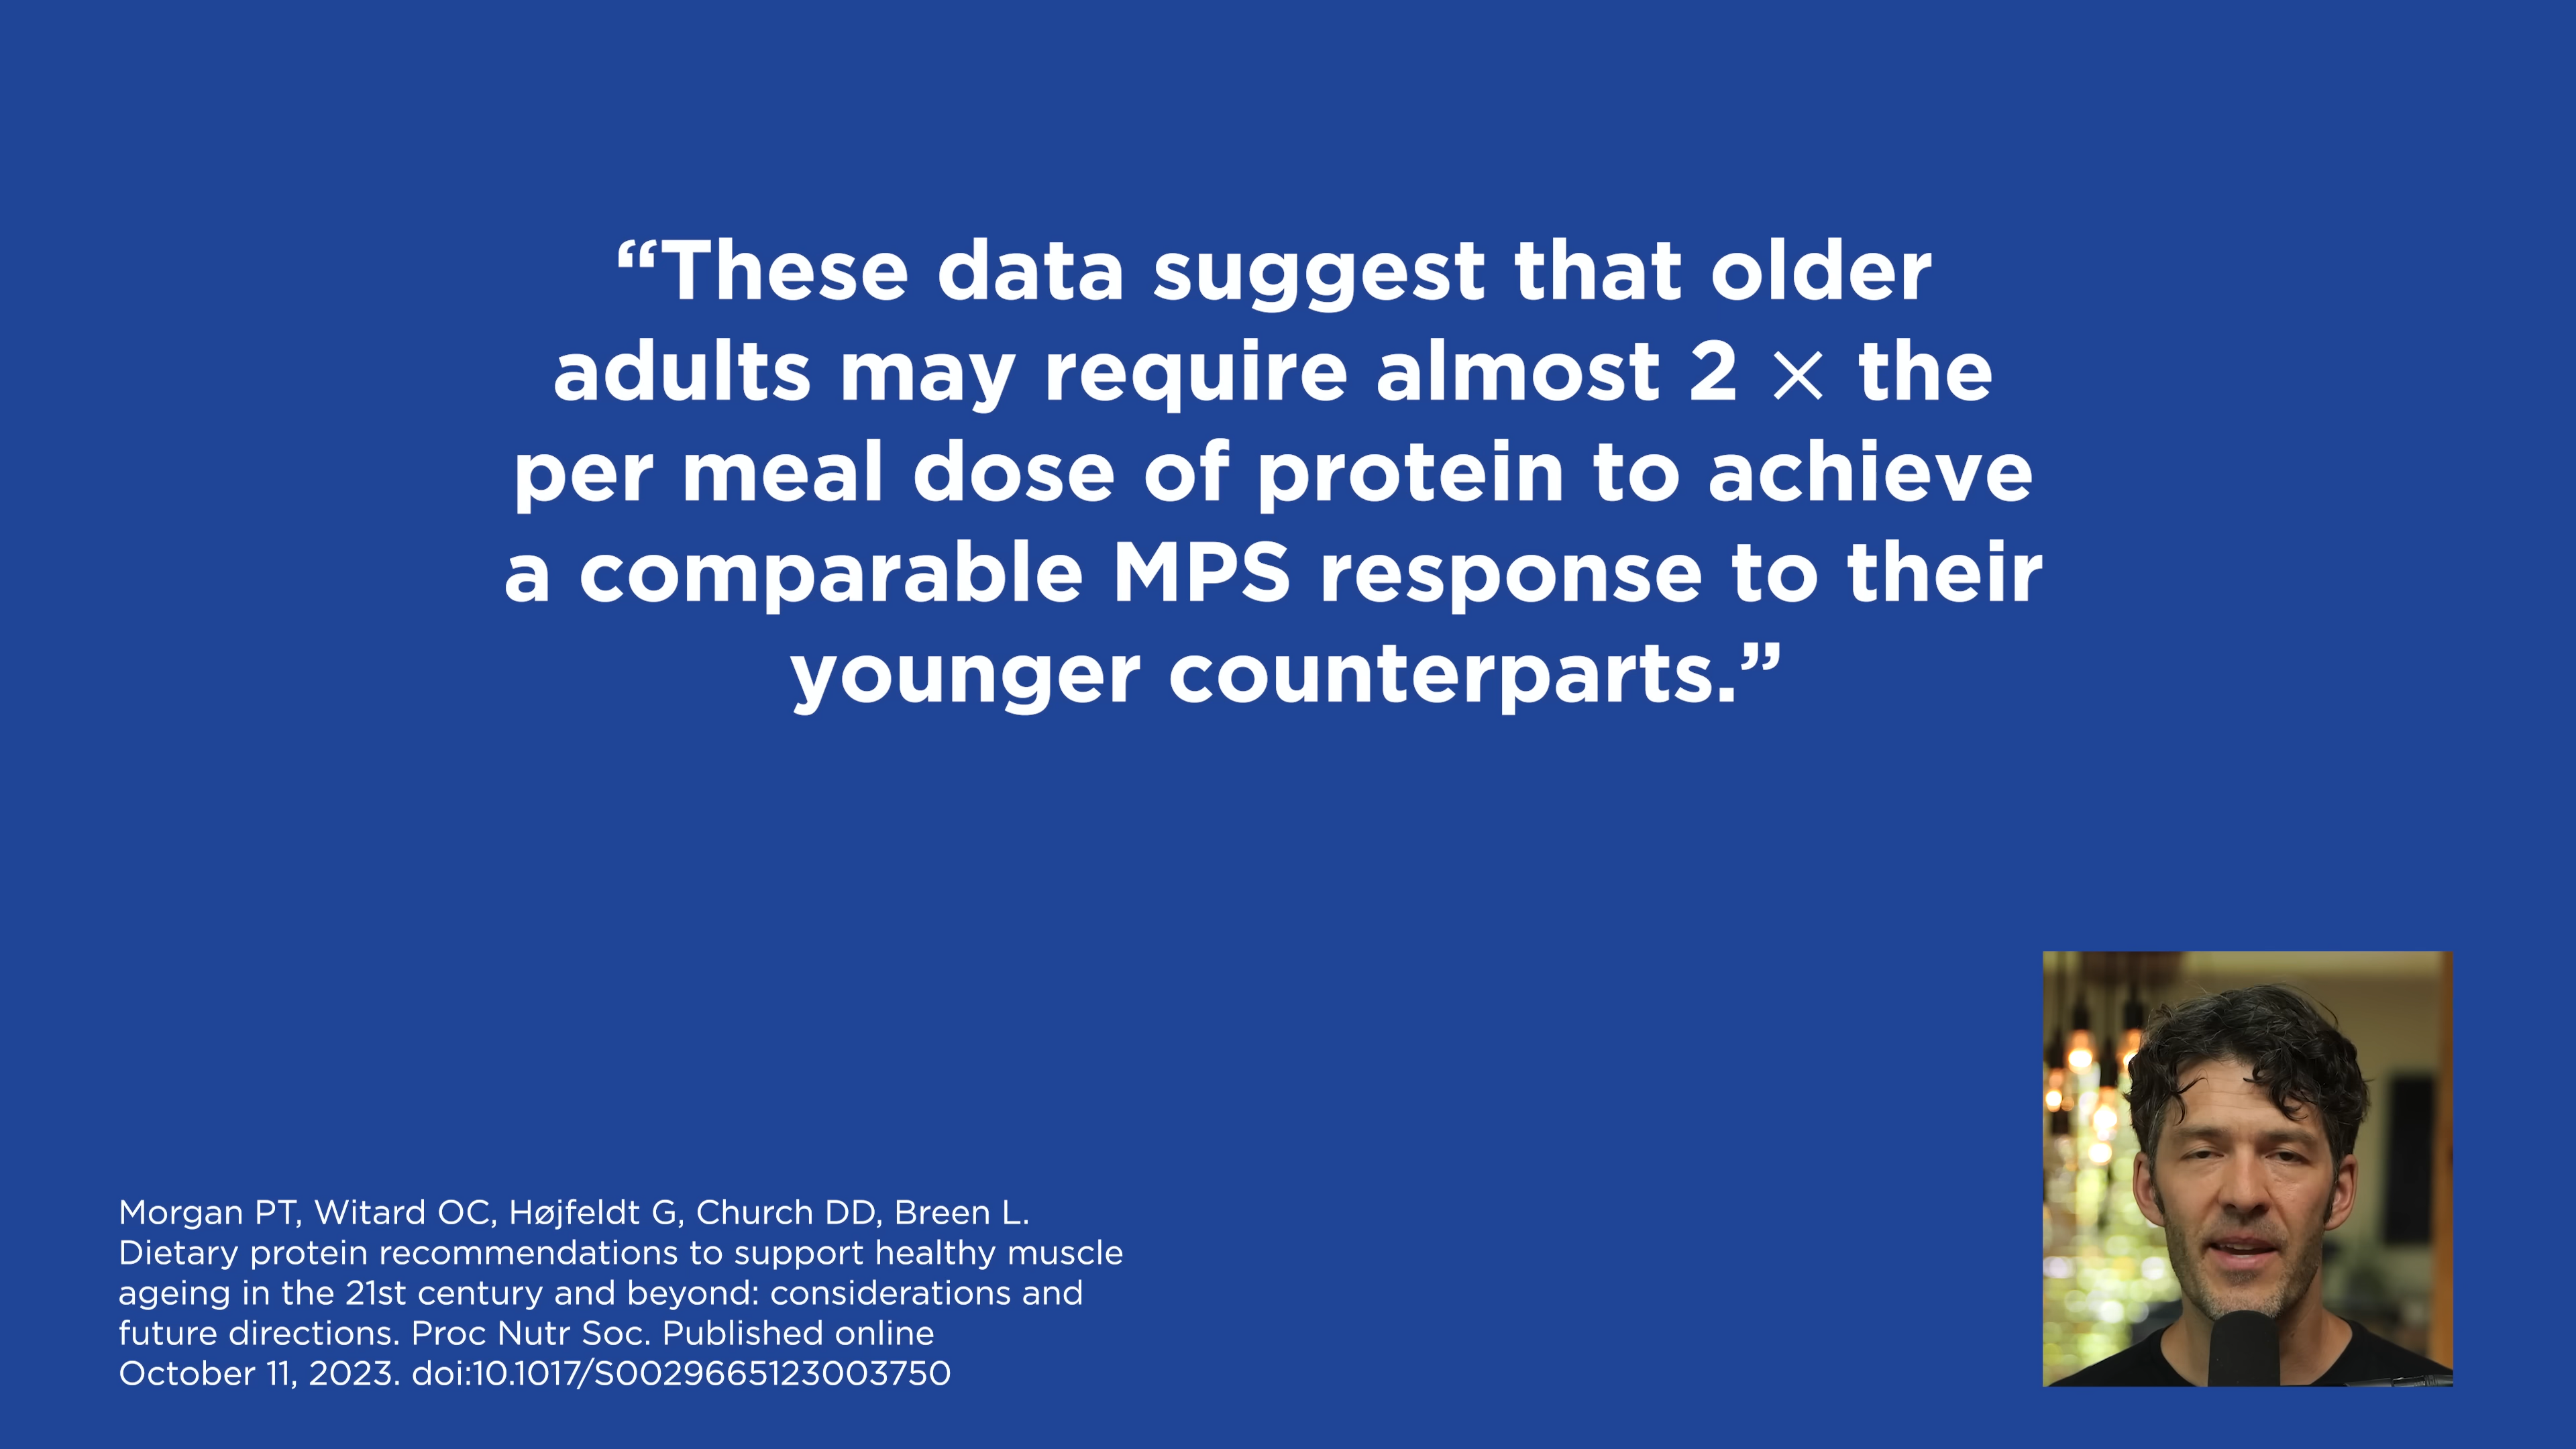 “These data suggest that older
adults may require almost 2 × the
per meal dose of protein to achieve
a comparable MPS response to their
younger counterparts.”
Morgan PT, Witard OC, Højfeldt G, Church DD, Breen L.
Dietary protein recommendations to support healthy muscle
ageing in the 21st century and beyond: considerations and
future directions. Proc Nutr Soc. Published online
October 11, 2023. doi:10.1017/S0029665123003750